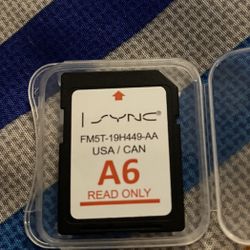 SYNC®
FM5T-19H449-AA
USA / CAN
A6
READ ONLY